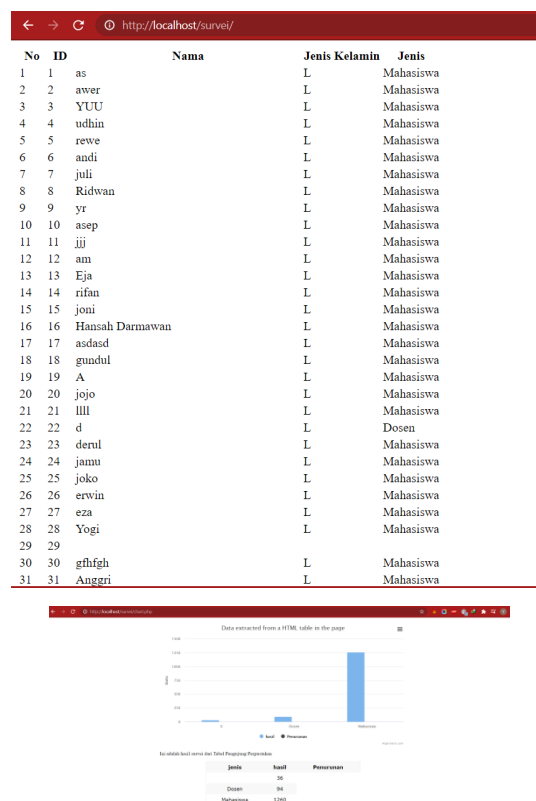 http://localhost/survei/
No ID Nama Jenis Kelamin Jenis
1 1 as L Mahasiswa
2 2 awer L Mahasiswa
3 3 YUU L Mahasiswa
4 4 udhin L Mahasiswa
5 5 rewe L Mahasiswa
6 6 andi L Mahasiswa
7 7 juli L Mahasiswa
8 8 Ridwan L Mahasiswa
9 9 yr L Mahasiswa
10 10 asep L Mahasiswa
11 11 jjj L Mahasiswa
12 12 am L Mahasiswa
13 13 Eja L Mahasiswa
14 14 rifan L Mahasiswa
15 15 joni L Mahasiswa
16 16 Hansah Darmawan L Mahasiswa
17 17 asdasd L Mahasiswa
18 18 gundul L Mahasiswa
19 19 A L Mahasiswa
20 20 jojo L Mahasiswa
21 21 llll L Mahasiswa
22 22 d L Dosen
23 23 derul L Mahasiswa
24 24 jamu L Mahasiswa
25 25 joko L Mahasiswa
26 26 erwin L Mahasiswa
27 27 eza L Mahasiswa
28 28 Yogi L Mahasiswa
29 29
30 30 gfhfgh L Mahasiswa
31 31 Anggri L Mahasiswa
Data extracted from a HTML table in the page
hasil Penurunan
Ini adalah hasil survei dari Tabel Pengunjung Perpustakaan
jenis hasil Penurunan
36
Dosen 94
Mahasiswa 1260